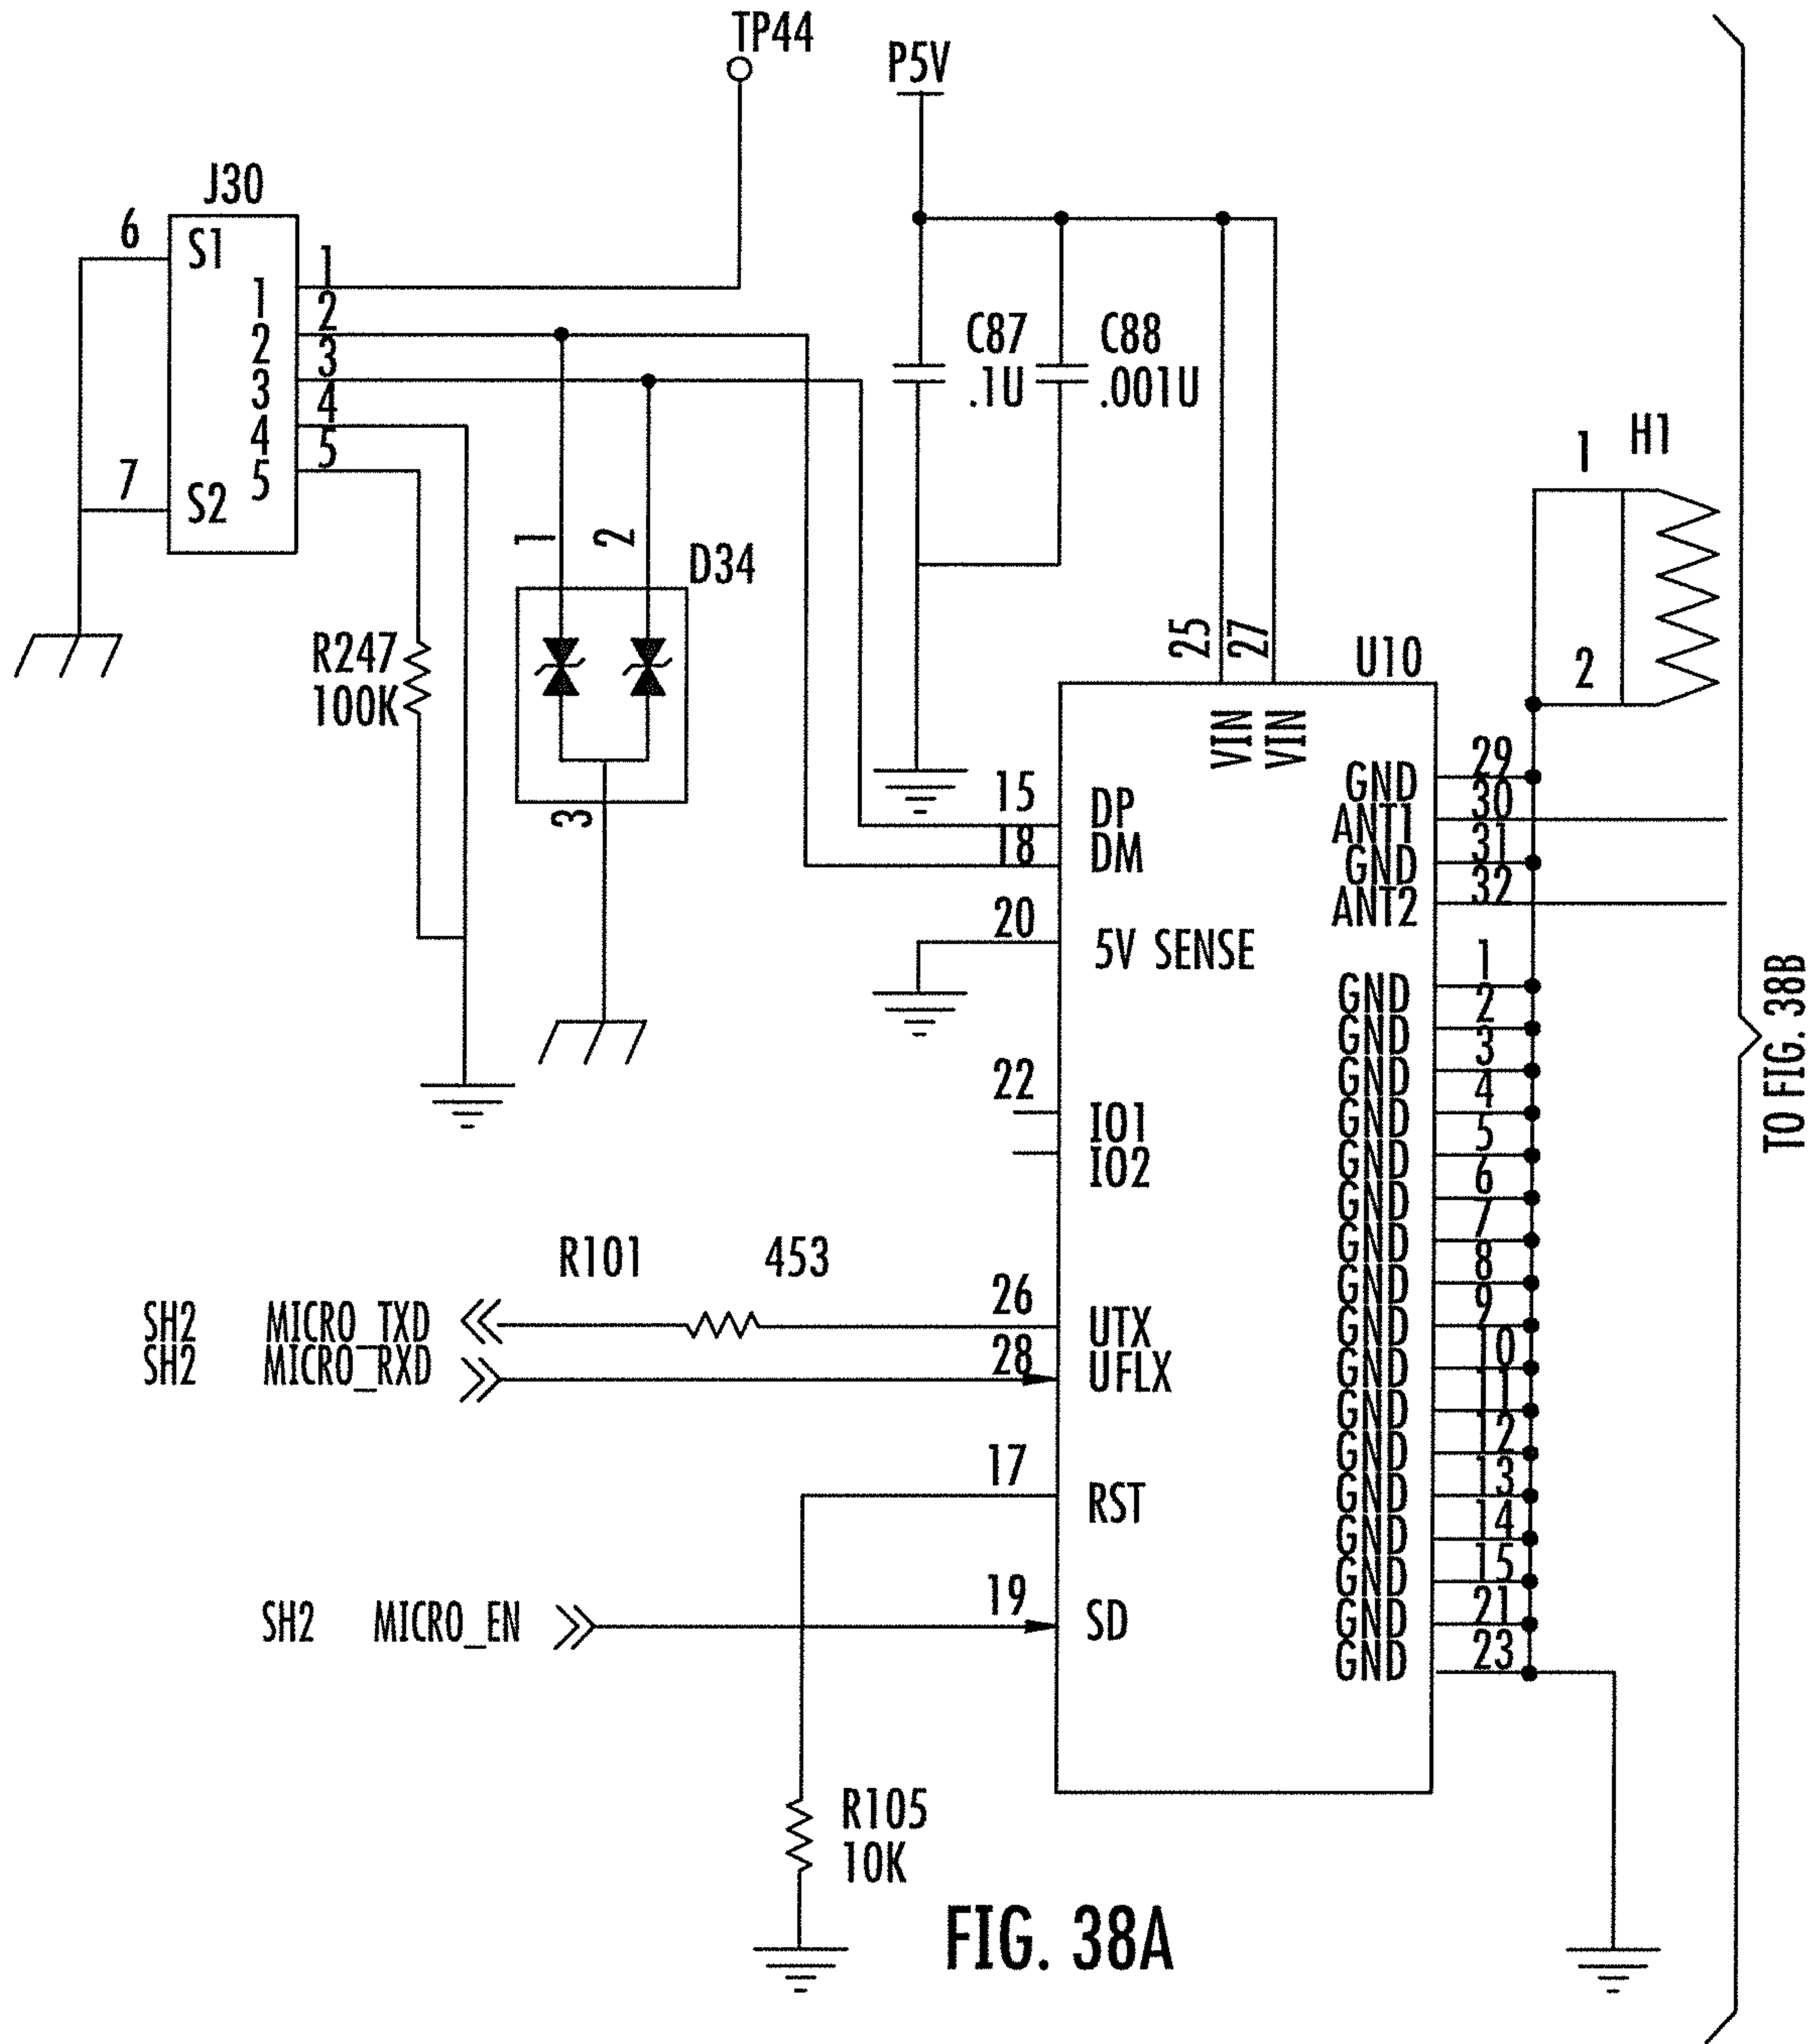 TP44
P5V
J30
6
S1
1
1
2
2
3
3
4
4
5
5
7
S2
C87
.1U
C88
.001U
H1
1
2
1
2
D34
3
R247
100K
25
27
U10
VIN
VIN
15
DP
18
DM
20
5V SENSE
22
IO1
IO2
R101
453
SH2
MICRO_TXD
26
UTX
SH2
MICRO_RXD
28
UFLX
17
RST
SH2
MICRO_EN
19
SD
R105
10K
GND
29
ANT1
30
GND
31
ANT2
32
GND
1
GND
2
GND
3
GND
4
GND
5
GND
6
GND
7
GND
8
GND
9
GND
10
GND
11
GND
12
GND
13
GND
14
GND
15
GND
21
GND
23
TO FIG. 38B
FIG. 38A